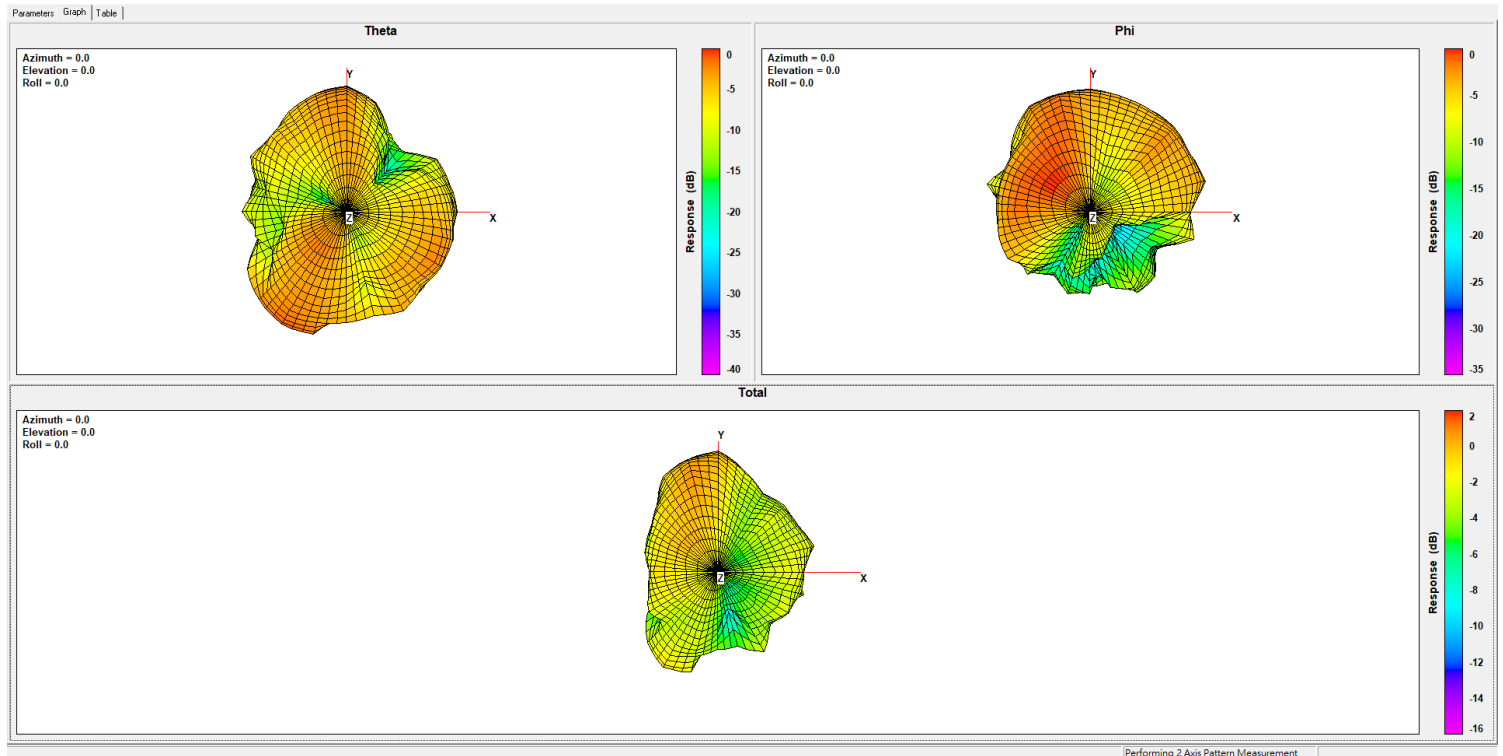 Parameters Graph Table
Theta
Azimuth = 0.0
Elevation = 0.0
Roll = 0.0
Y
X
Z
0
-5
-10
-15
-20
-25
-30
-35
-40
Response (dB)
Phi
Azimuth = 0.0
Elevation = 0.0
Roll = 0.0
Y
X
Z
0
-5
-10
-15
-20
-25
-30
-35
Response (dB)
Total
Azimuth = 0.0
Elevation = 0.0
Roll = 0.0
Y
X
Z
2
0
-2
-4
-6
-8
-10
-12
-14
-16
Response (dB)
Performing 2 Axis Pattern Measurement